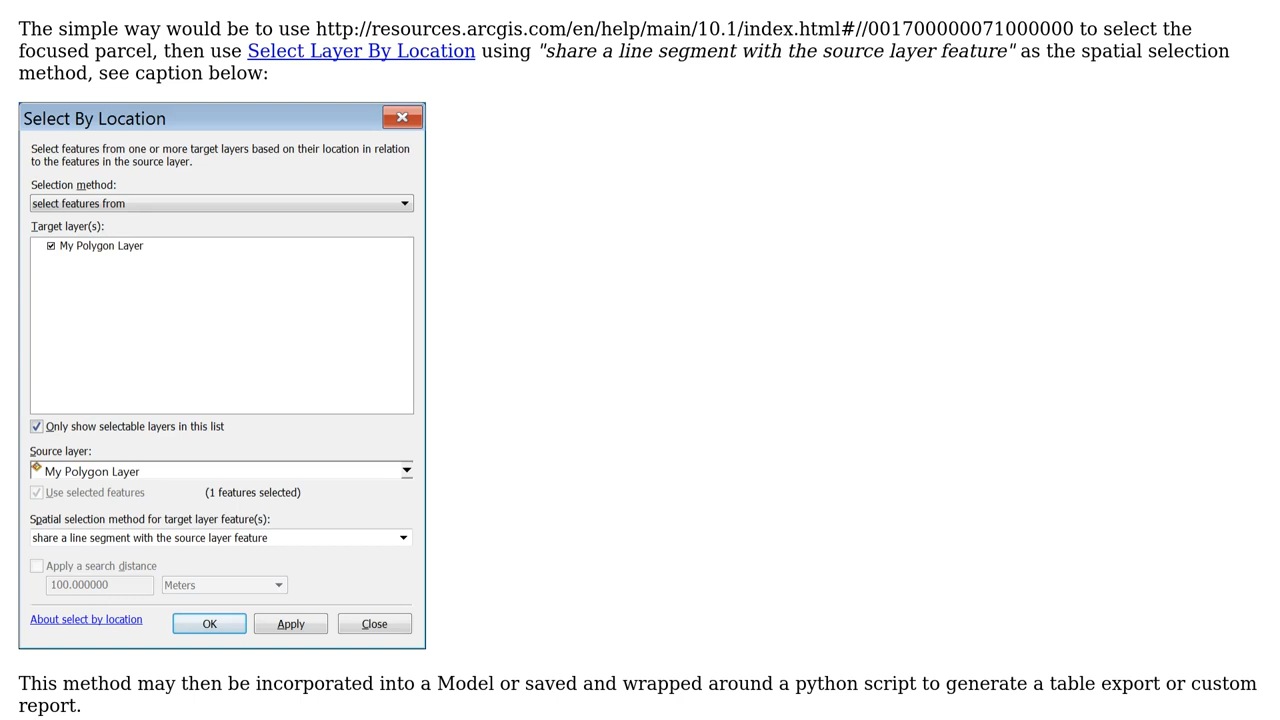 The simple way would be to use http://resources.arcgis.com/en/help/main/10.1/index.html#//001700000071000000 to select the
focused parcel, then use Select Layer By Location using "share a line segment with the source layer feature" as the spatial selection
method, see caption below:
Select By Location
Select features from one or more target layers based on their location in relation
to the features in the source layer.
Selection method:
select features from
Target layer(s):
My Polygon Layer
Only show selectable layers in this list
Source layer:
My Polygon Layer
Use selected features (1 features selected)
Spatial selection method for target layer feature(s):
share a line segment with the source layer feature
Apply a search distance
100.000000 Meters
About select by location OK Apply Close
This method may then be incorporated into a Model or saved and wrapped around a python script to generate a table export or custom
report.